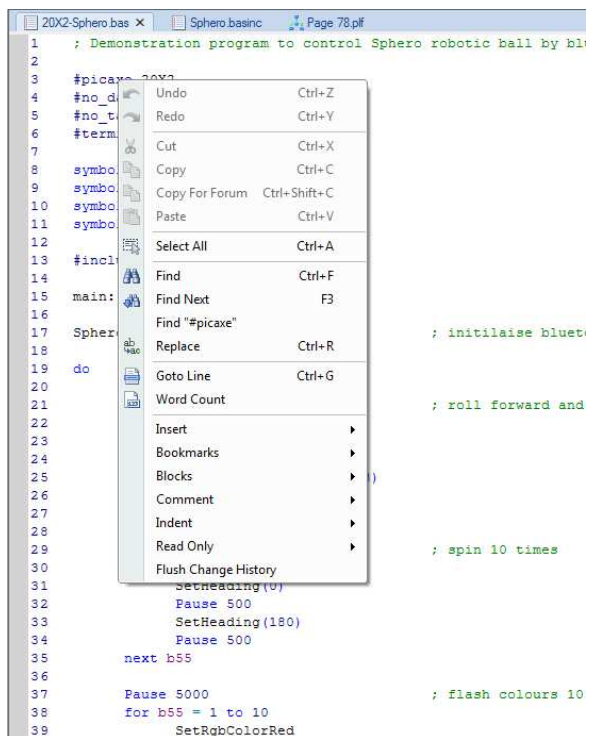 20X2-Sphero.bas Sphero.basinc Page 78.plf
1 ; Demonstration program to control Sphero robotic ball by
2
3 #picaxe 20X2
4 #no_d
5 #no_t
6 #term
7
8 symbo
9 symbo
10 symbo
11 symbo
12
13 #incl
14
15 main:
16
17 Spher ; initilaise
18
19 do
20
21 ; roll forward and
22
23
24
25 )
26
27
28
29 ; spin 10 times
30
31 SetHeading(0)
32 Pause 500
33 SetHeading(180)
34 Pause 500
35 next b55
36
37 Pause 5000 ; flash colours 10
38 for b55 = 1 to 10
39 SetRgbColorRed
Undo Ctrl+Z
Redo Ctrl+Y
Cut Ctrl+X
Copy Ctrl+C
Copy For Forum Ctrl+Shift+C
Paste Ctrl+V
Select All Ctrl+A
Find Ctrl+F
Find Next F3
Find "#picaxe"
Replace Ctrl+R
Goto Line Ctrl+G
Word Count
Insert
Bookmarks
Blocks
Comment
Indent
Read Only
Flush Change History